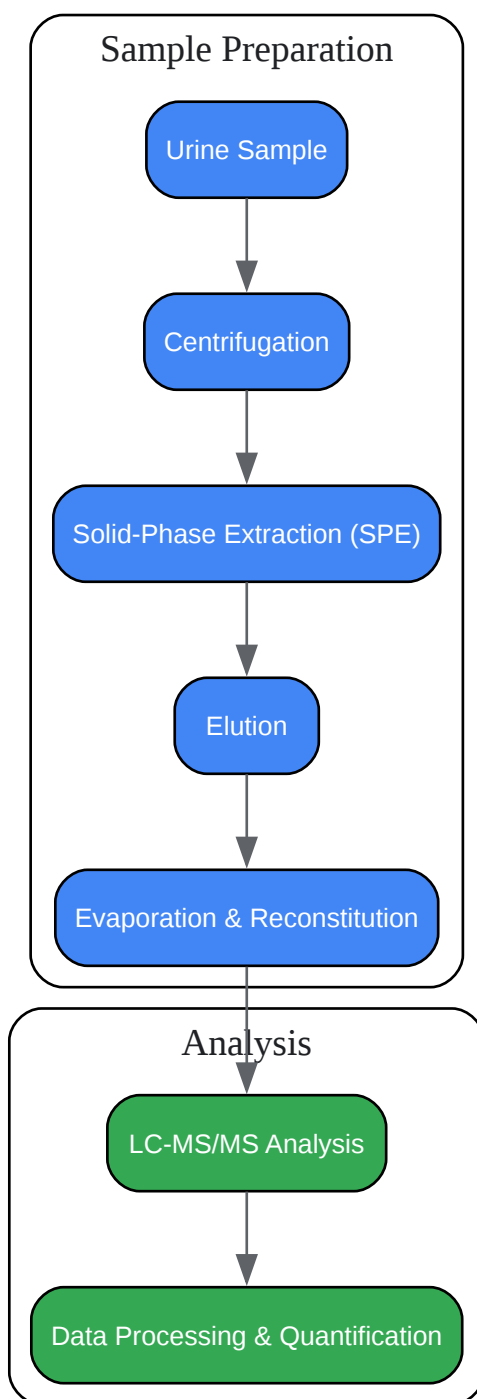 Sample Preparation
Urine Sample
Centrifugation
Solid-Phase Extraction (SPE)
Elution
Evaporation & Reconstitution
Analysis
LC-MS/MS Analysis
Data Processing & Quantification